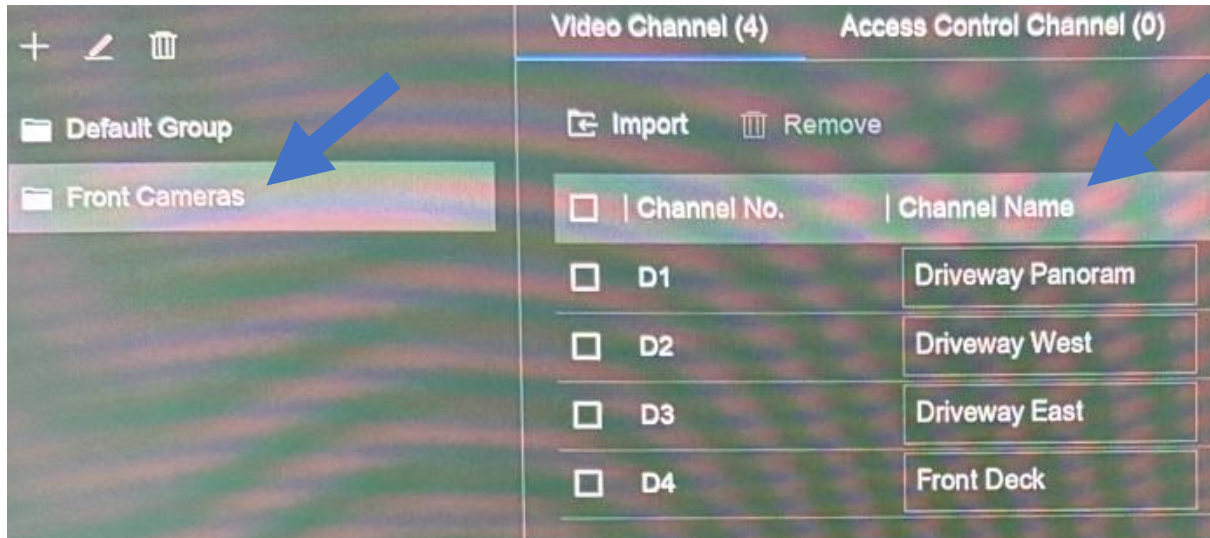 Video Channel (4) Access Control Channel (0)
Default Group
Front Cameras
Import Remove
Channel No. Channel Name
D1 Driveway Panoram
D2 Driveway West
D3 Driveway East
D4 Front Deck